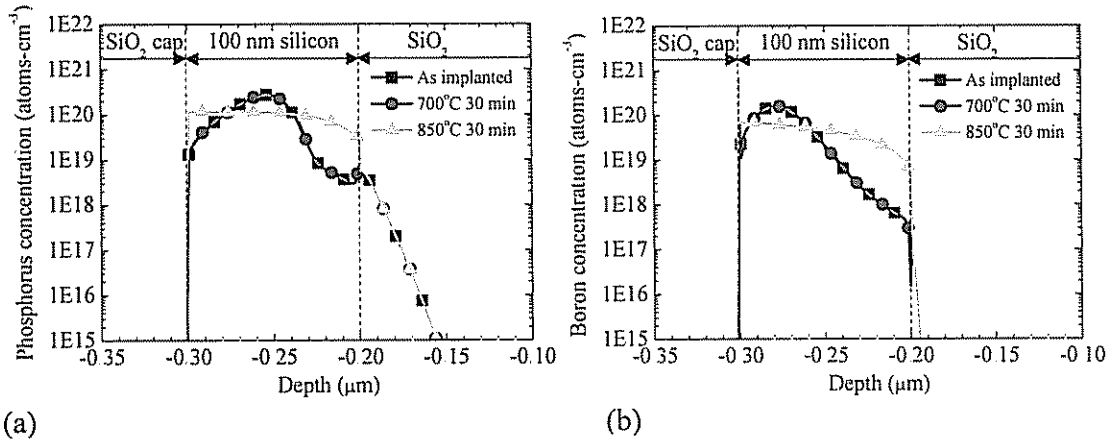 1E22
SiO₂ cap 100 nm silicon SiO₂
1E21
As implanted
700°C 30 min
850°C 30 min
1E20
1E19
1E18
1E17
1E16
1E15
Phosphorus concentration (atoms-cm⁻³)
-0.35 -0.30 -0.25 -0.20 -0.15 -0.10
Depth (μm)
(a)
1E22
SiO₂ cap 100 nm silicon SiO₂
1E21
As implanted
700°C 30 min
850°C 30 min
1E20
1E19
1E18
1E17
1E16
1E15
Boron concentration (atoms-cm⁻³)
-0.35 -0.30 -0.25 -0.20 -0.15 -0 10
Depth (μm)
(b)